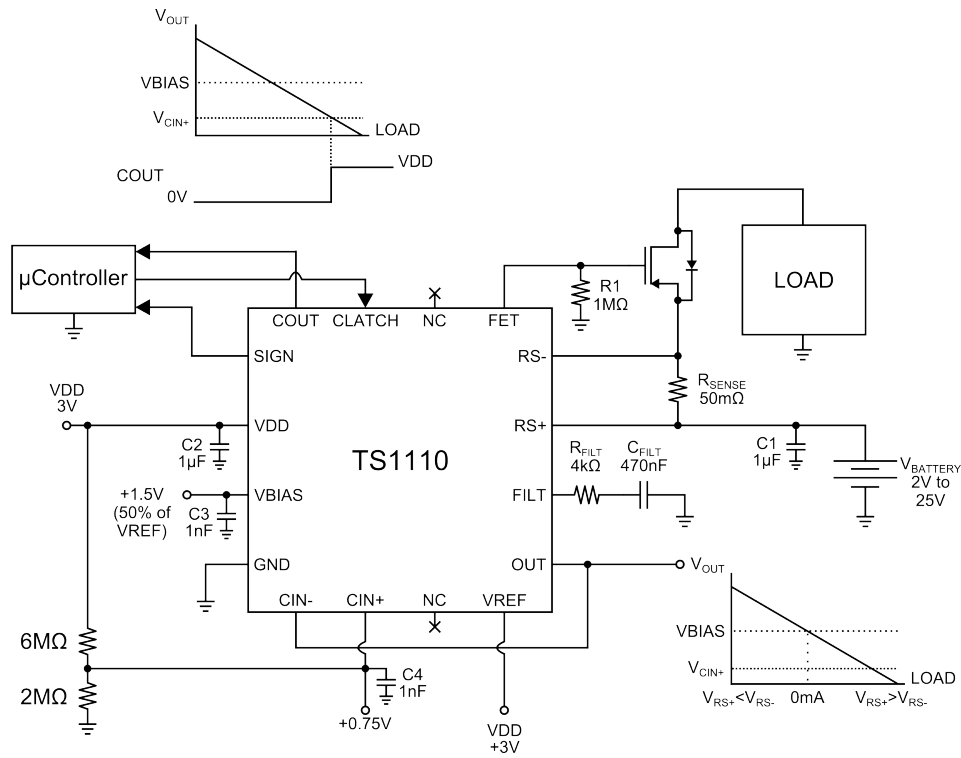 VOUT
VBIAS
VCIN+
LOAD
COUT
VDD
0V
µController
COUT
CLATCH
NC
FET
R1
1MΩ
LOAD
SIGN
RS-
RSENSE
50mΩ
VDD
3V
VDD
C2
1µF
TS1110
RS+
C1
1µF
RFILT
4kΩ
CFILT
470nF
VBATTERY
2V to
25V
+1.5V
(50% of
VREF)
C3
1nF
VBIAS
FILT
GND
OUT
VOUT
CIN-
CIN+
NC
VREF
6MΩ
2MΩ
C4
1nF
+0.75V
VDD
+3V
VBIAS
VCIN+
LOAD
VRS+<VRS-
0mA
VRS+>VRS-